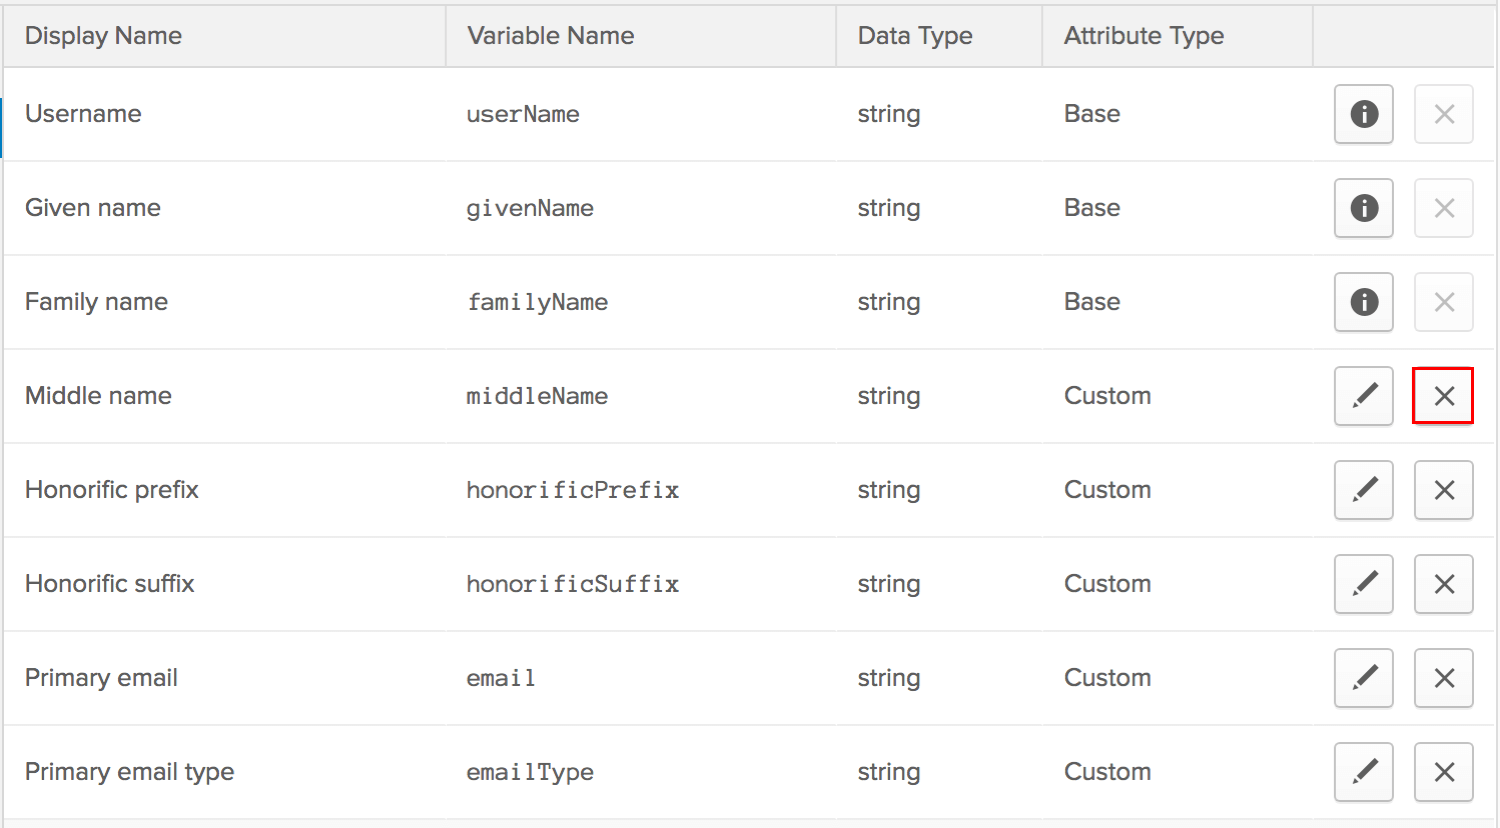 Display Name Variable Name Data Type Attribute Type
Username userName string Base
Given name givenName string Base
Family name familyName string Base
Middle name middleName string Custom
Honorific prefix honorificPrefix string Custom
Honorific suffix honorificSuffix string Custom
Primary email email string Custom
Primary email type emailType string Custom